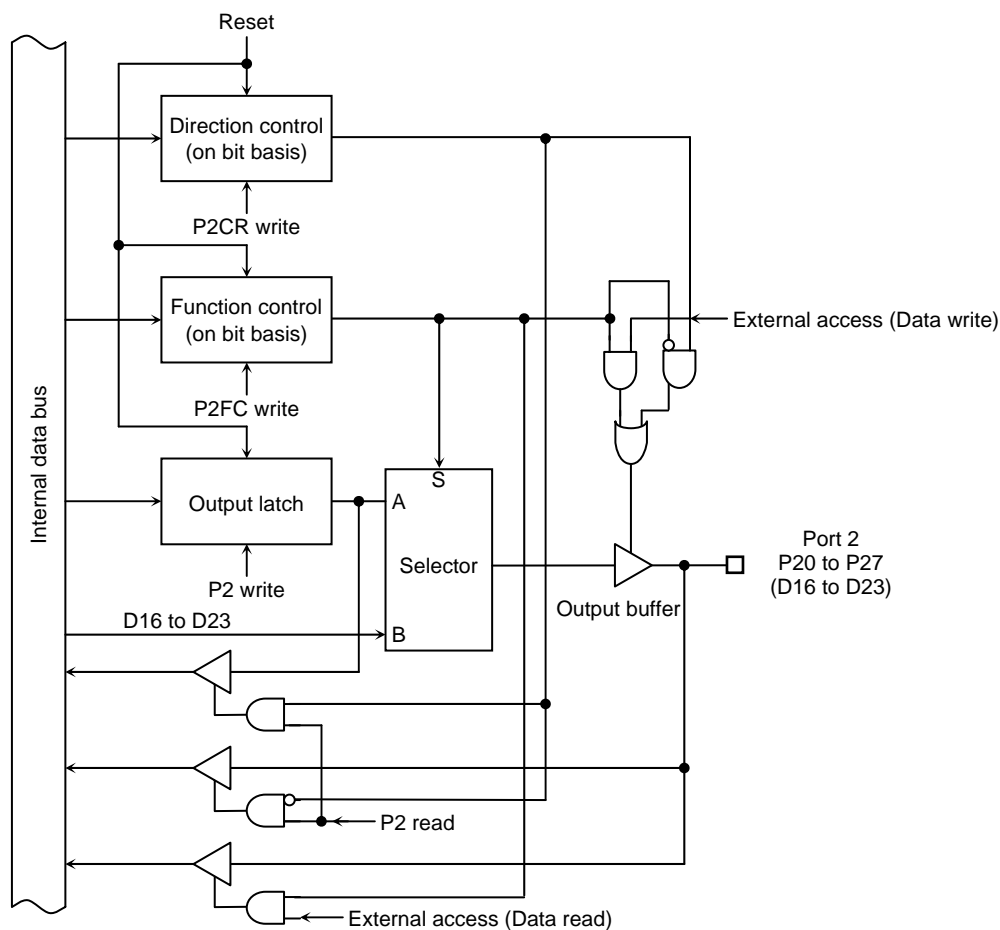 Reset
Direction control
(on bit basis)
P2CR write
Function control
(on bit basis)
External access (Data write)
P2FC write
Internal data bus
Output latch
A
S
Selector
Port 2
P20 to P27
(D16 to D23)
P2 write
Output buffer
D16 to D23
B
P2 read
External access (Data read)